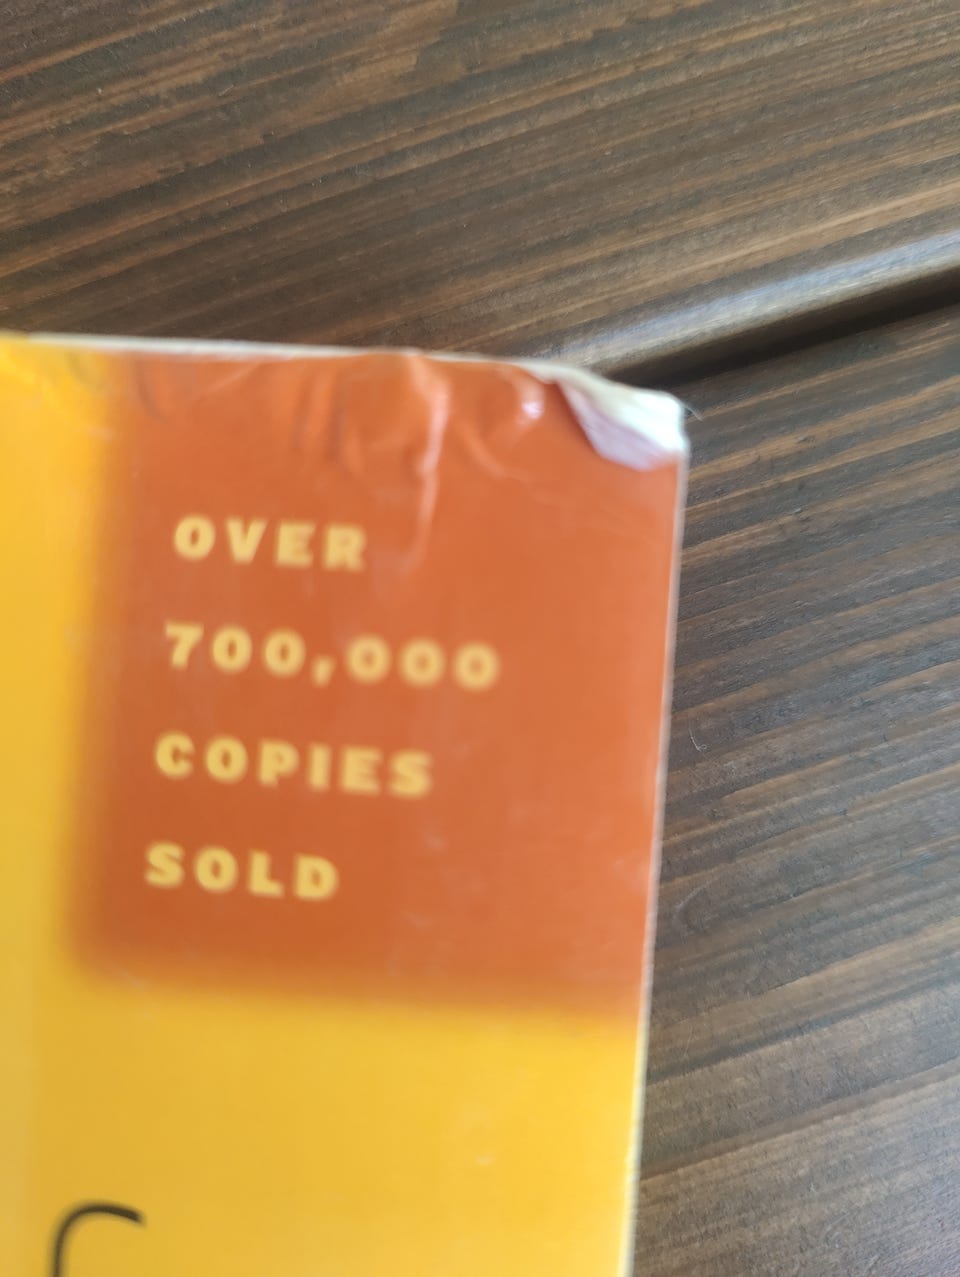 OVER
700,000
COPIES
SOLD